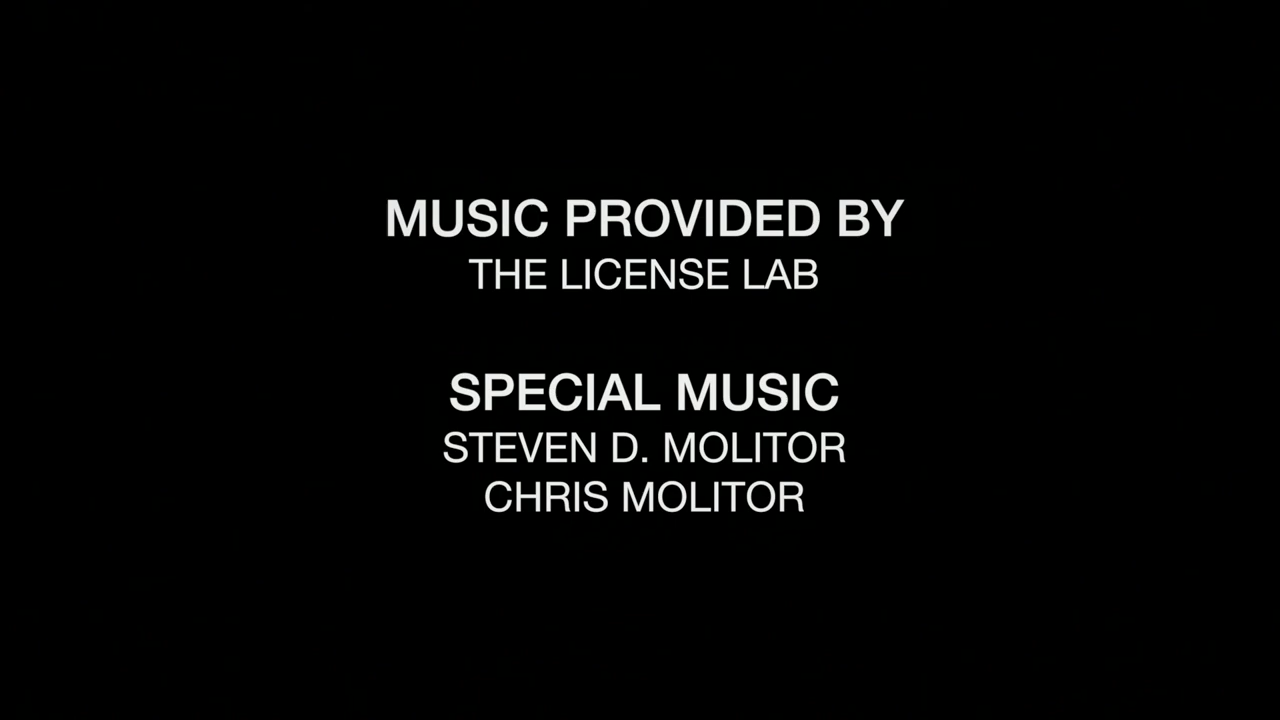 MUSIC PROVIDED BY
THE LICENSE LAB
SPECIAL MUSIC
STEVEN D. MOLITOR
CHRIS MOLITOR